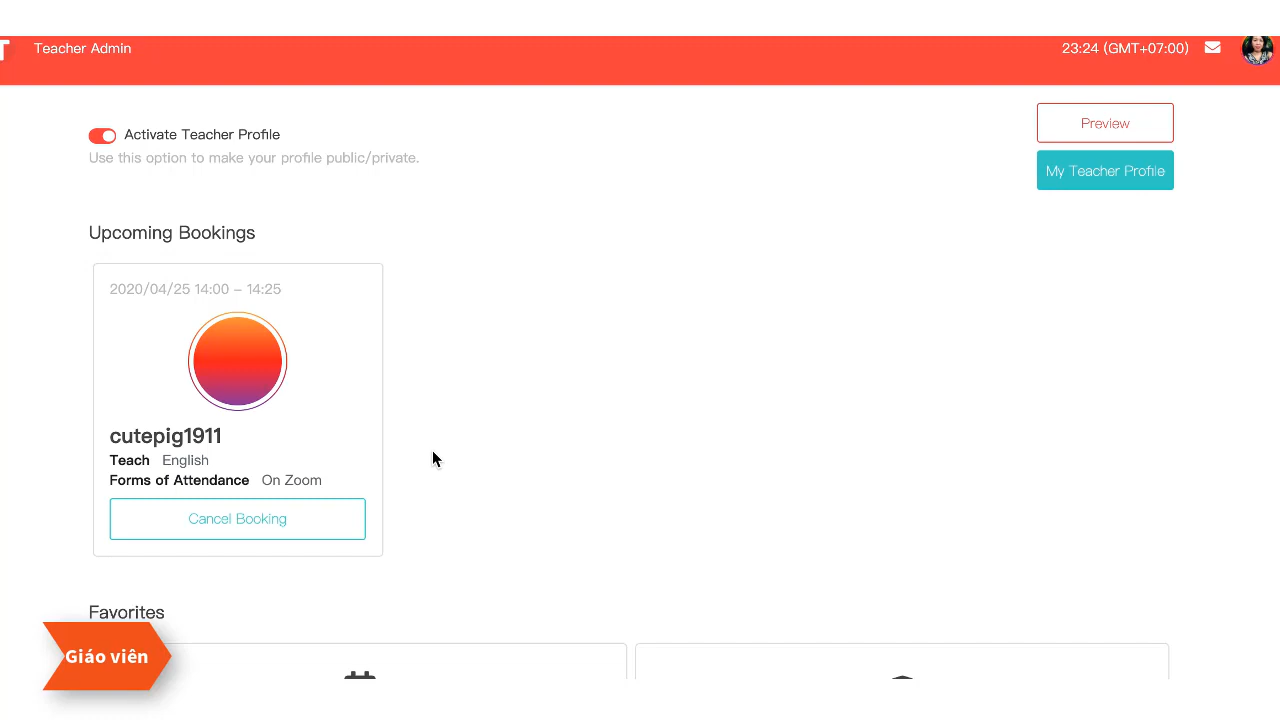 T Teacher Admin
23:24 (GMT+07:00)
Activate Teacher Profile
Use this option to make your profile public/private.
Preview
My Teacher Profile
Upcoming Bookings
2020/04/25 14:00 – 14:25
cutepig1911
Teach English
Forms of Attendance On Zoom
Cancel Booking
Favorites
Giáo viên